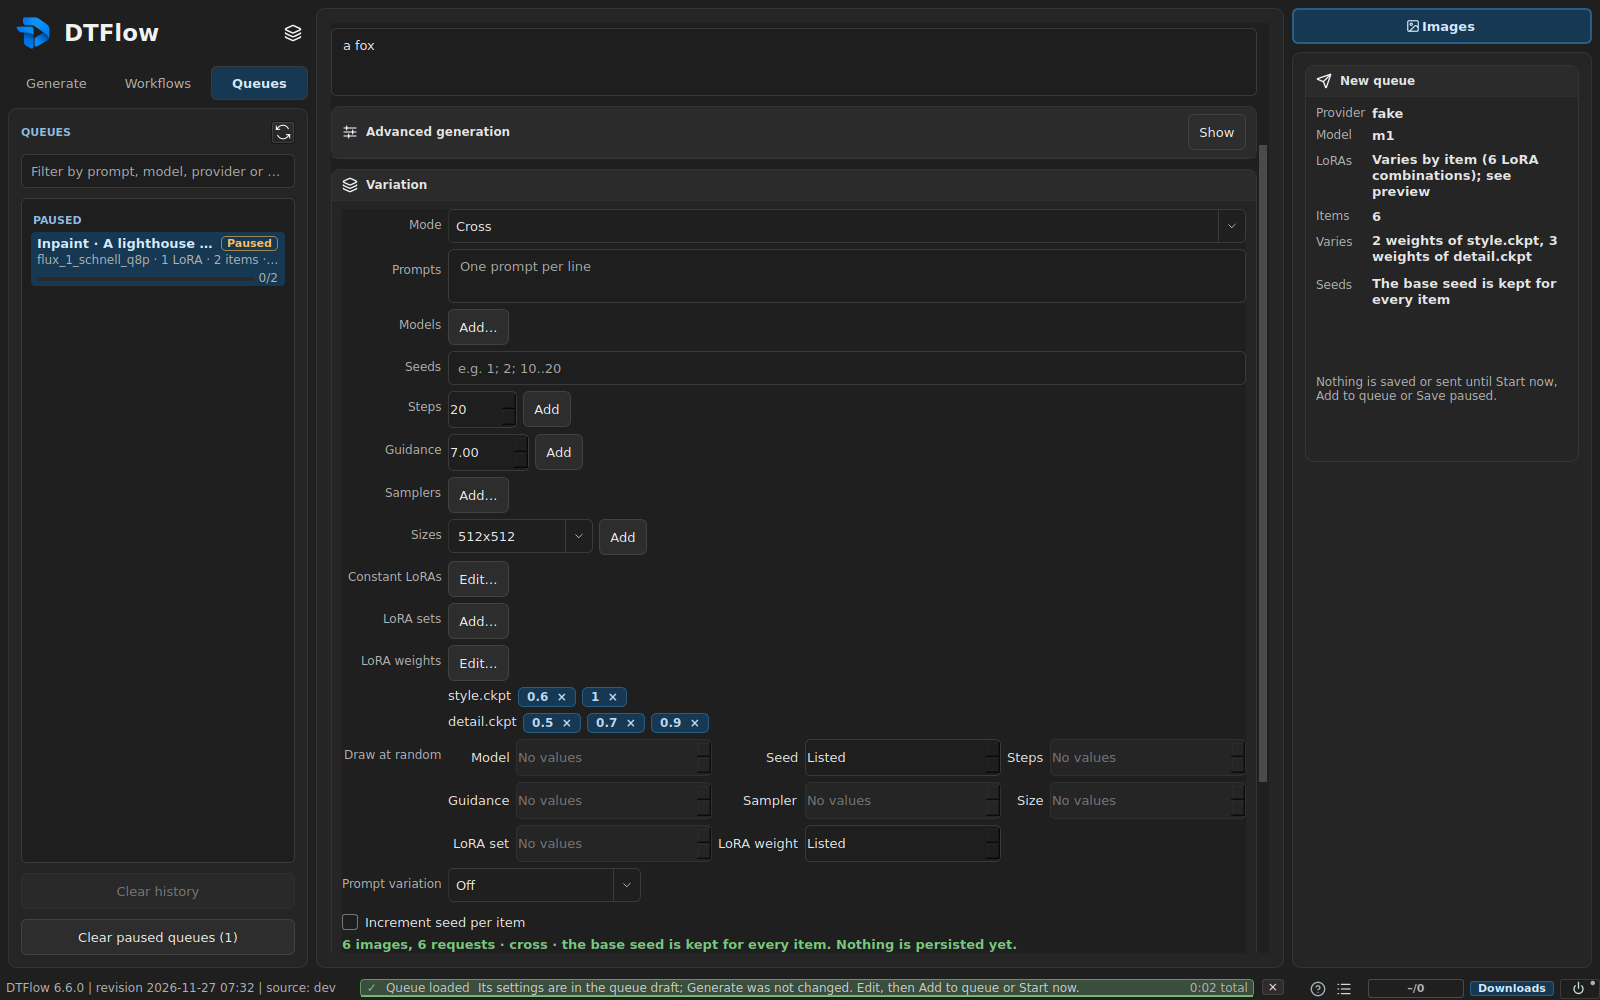 DTFlow
Generate
Workflows
Queues
QUEUES
Filter by prompt, model, provider or ...
PAUSED
Inpaint · A lighthouse ...
Paused
flux_1_schnell_q8p · 1 LoRA · 2 items ·...
0/2
Clear history
Clear paused queues (1)
a fox
Advanced generation
Show
Variation
Mode
Cross
Prompts
One prompt per line
Models
Add...
Seeds
e.g. 1; 2; 10..20
Steps
20
Add
Guidance
7.00
Add
Samplers
Add...
Sizes
512x512
Add
Constant LoRAs
Edit...
LoRA sets
Add...
LoRA weights
Edit...
style.ckpt
0.6 ×
1 ×
detail.ckpt
0.5 ×
0.7 ×
0.9 ×
Draw at random
Model
No values
Seed
Listed
Steps
No values
Guidance
No values
Sampler
No values
Size
No values
LoRA set
No values
LoRA weight
Listed
Prompt variation
Off
Increment seed per item
6 images, 6 requests · cross · the base seed is kept for every item. Nothing is persisted yet.
Images
New queue
Provider
fake
Model
m1
LoRAs
Varies by item (6 LoRA
combinations); see
preview
Items
6
Varies
2 weights of style.ckpt, 3
weights of detail.ckpt
Seeds
The base seed is kept for
every item
Nothing is saved or sent until Start now,
Add to queue or Save paused.
DTFlow 6.6.0 | revision 2026-11-27 07:32 | source: dev
✓ Queue loaded Its settings are in the queue draft; Generate was not changed. Edit, then Add to queue or Start now.
0:02 total
×
-/0
Downloads